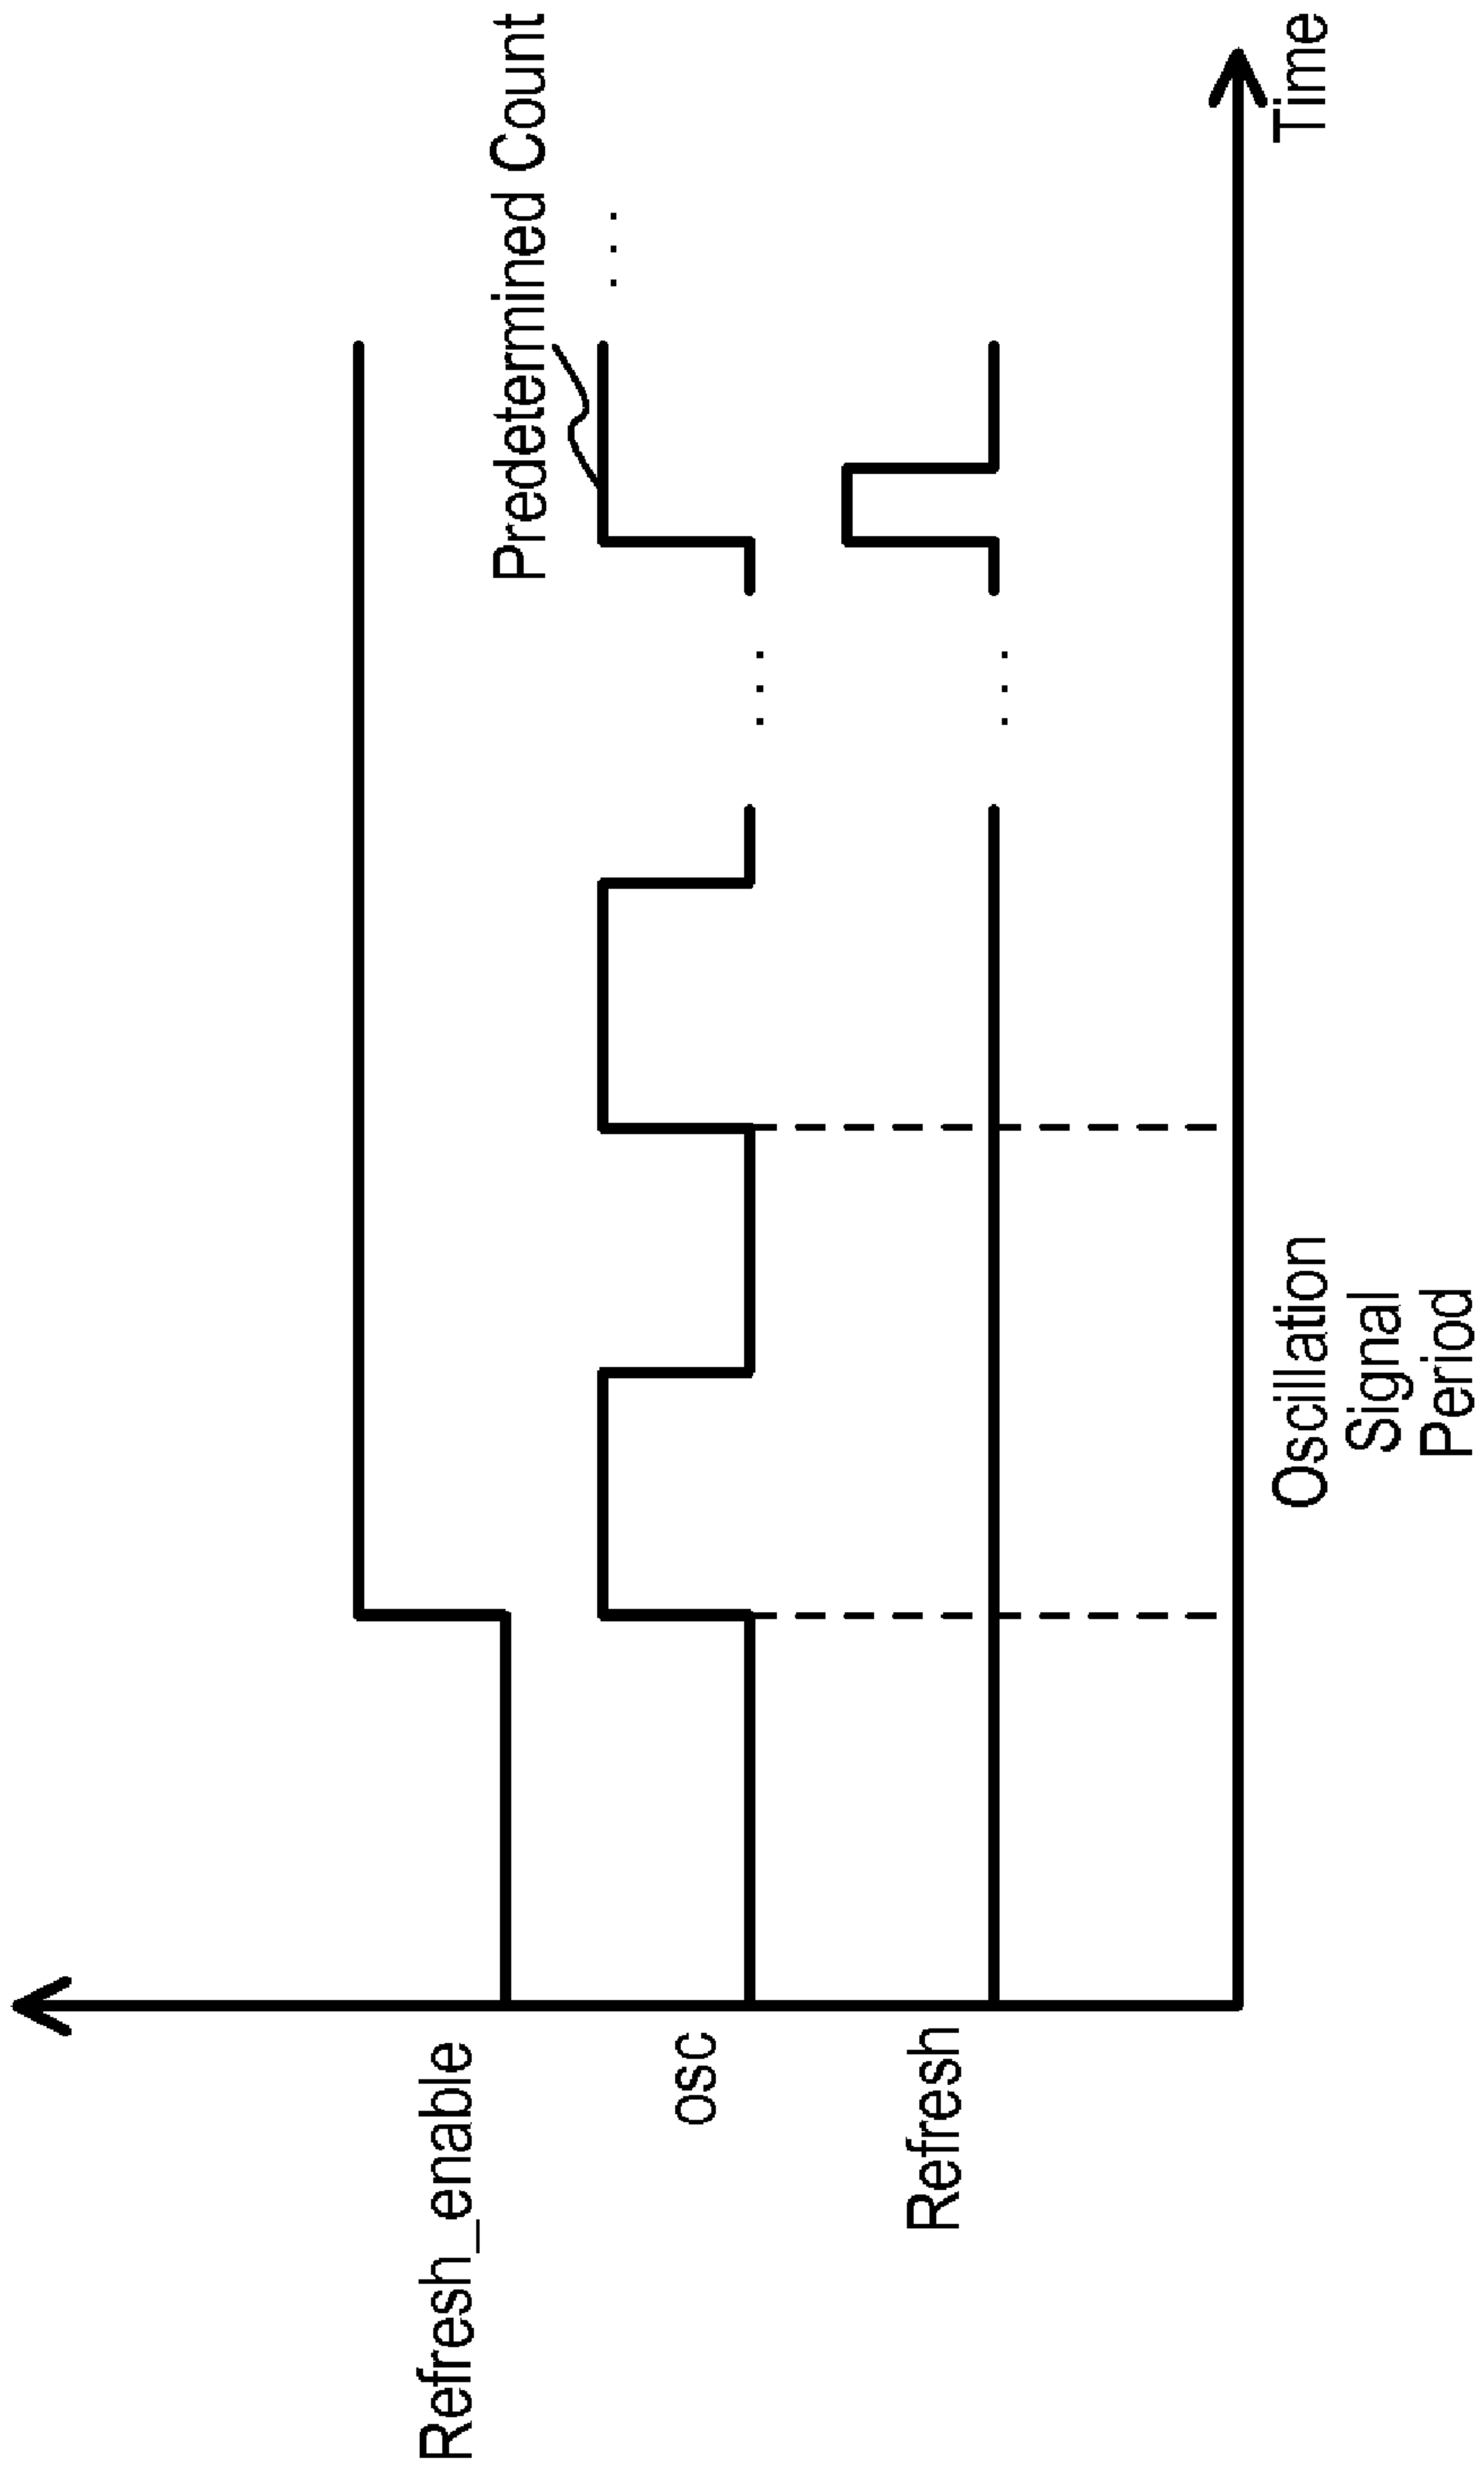 Predetermined Count
Refresh_enable
osc
Refresh
Oscillation
Signal
Period
Time